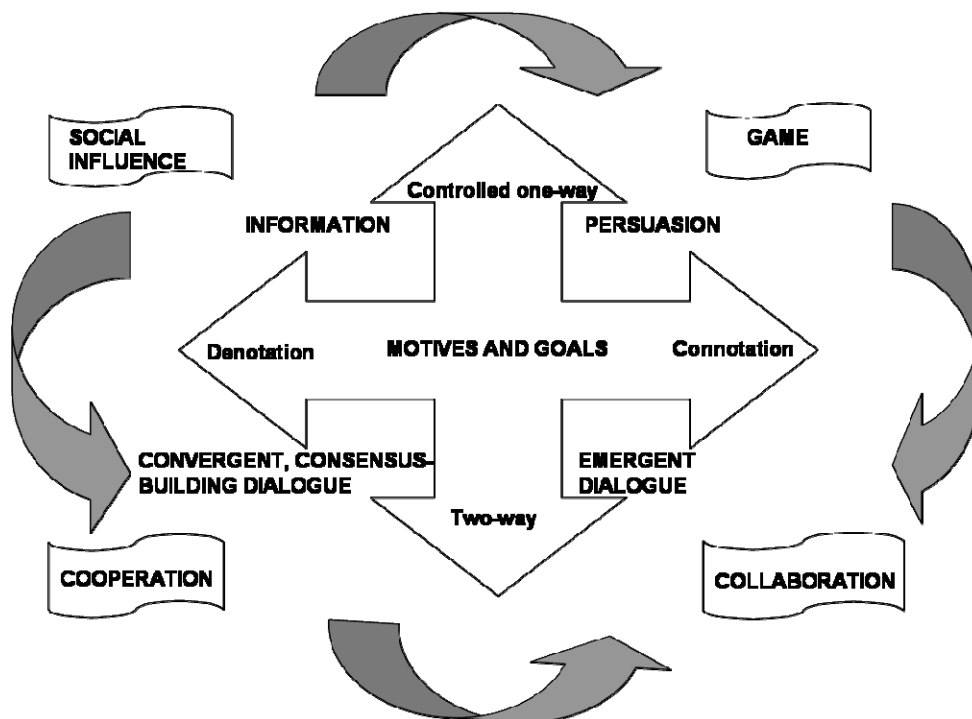 SOCIAL
INFLUENCE
GAME
Controlled one-way
INFORMATION
PERSUASION
Denotation
MOTIVES AND GOALS
Connotation
CONVERGENT, CONSENSUS-
BUILDING DIALOGUE
EMERGENT
DIALOGUE
Two-way
COOPERATION
COLLABORATION